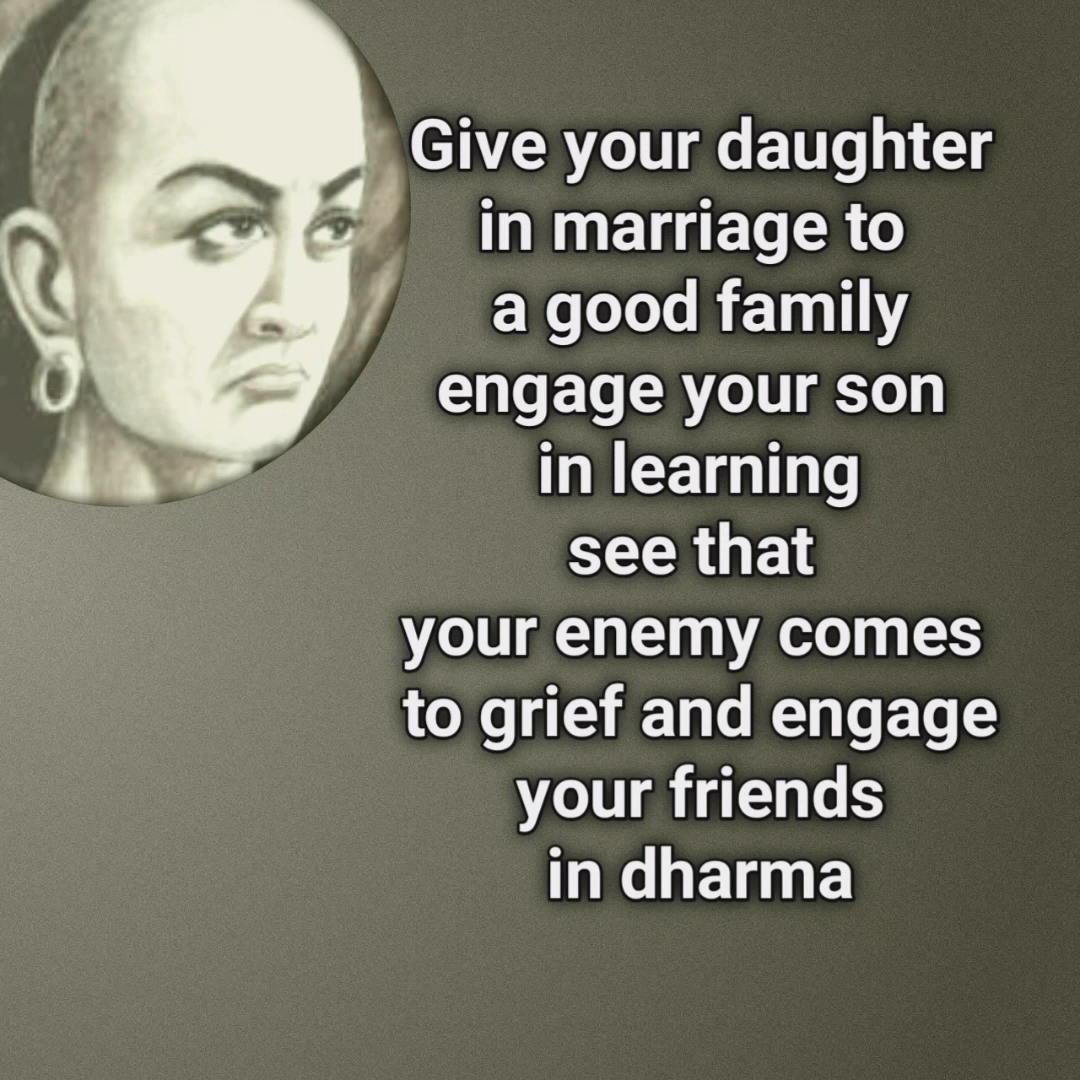 Give your daughter
in marriage to
a good family
engage your son
in learning
see that
your enemy comes
to grief and engage
your friends
in dharma